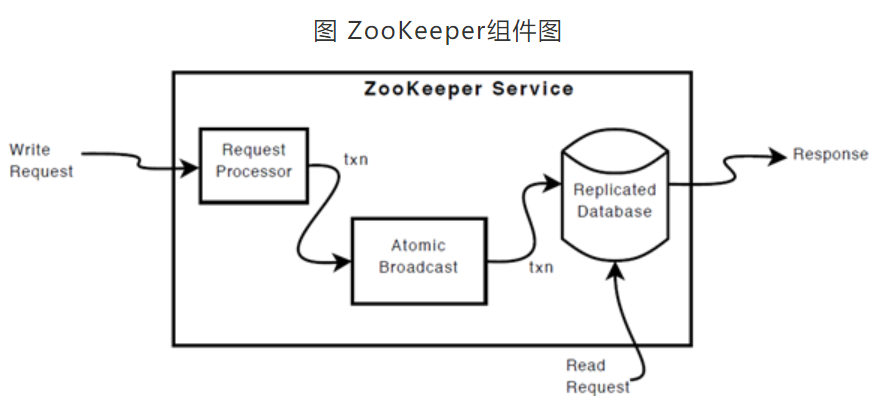 图 ZooKeeper组件图
ZooKeeper Service
Write
Request
Request
Processor
txn
Atomic
Broadcast
txn
Replicated
Database
Response
Read
Request